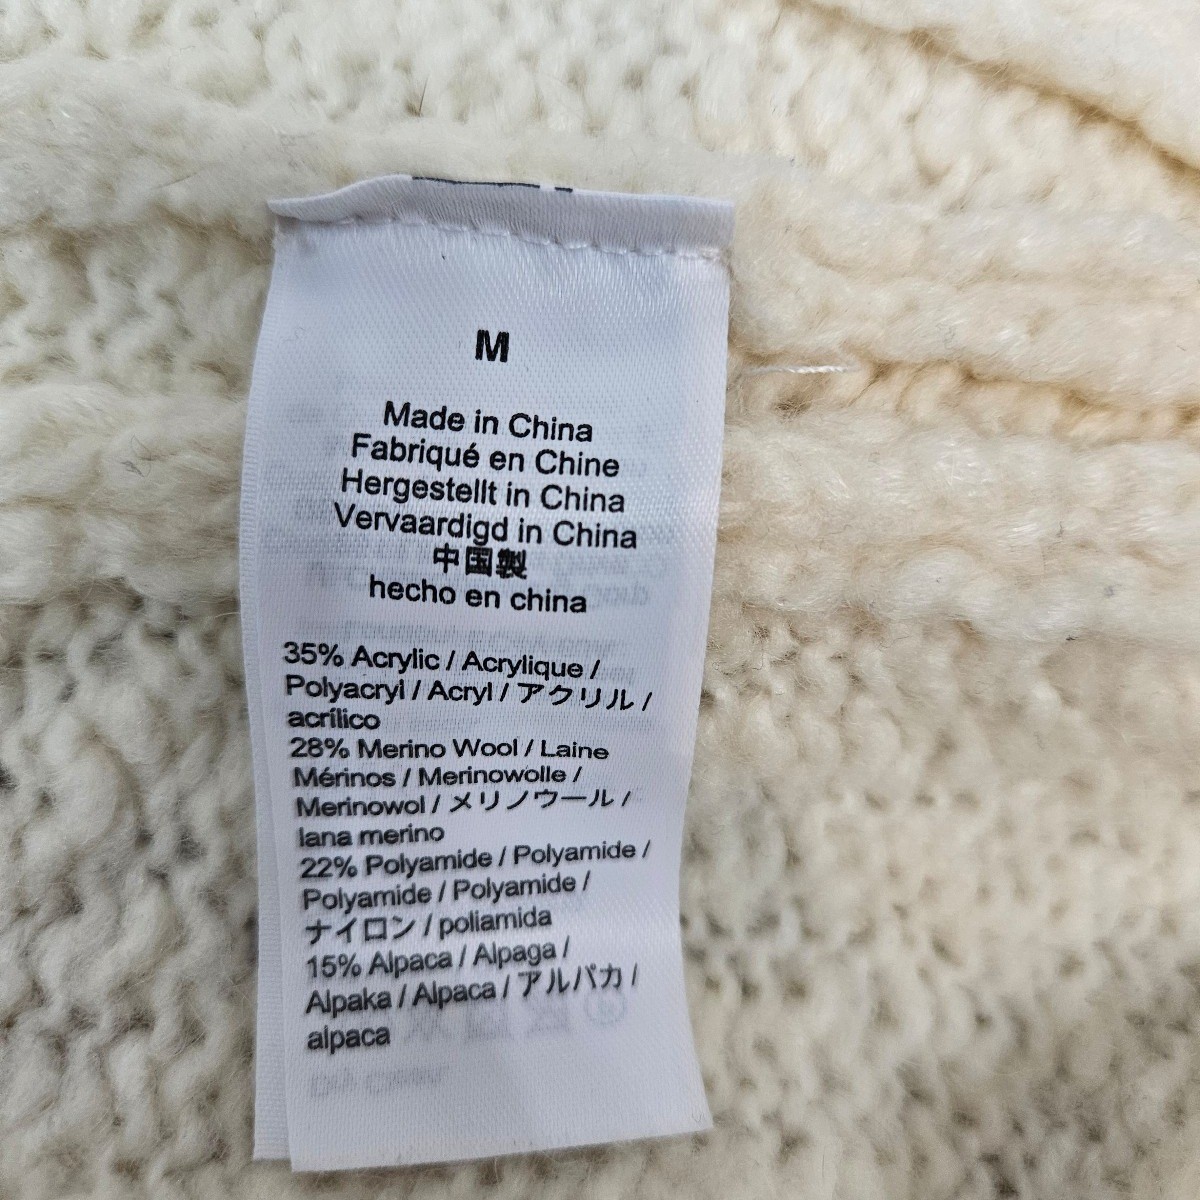 M
Made in China
Fabriqué en Chine
Hergestellt in China
Vervaardigd in China
中国製
hecho en china
35% Acrylic / Acrylique /
Polyacryl / Acryl / アクリル /
acrílico
28% Merino Wool / Laine
Mérinos / Merinowolle /
Merinowol / メリノウール /
lana merino
22% Polyamide / Polyamide /
Polyamide / Polyamide /
ナイロン / poliamida
15% Alpaca / Alpaga /
Alpaka / Alpaca / アルパカ /
alpaca